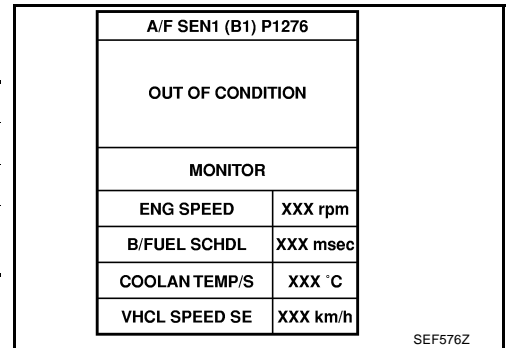 A/F SEN1 (B1) P1276
OUT OF CONDITION
MONITOR
ENG SPEED XXX rpm
B/FUEL SCHDL XXX msec
COOLAN TEMP/S XXX °C
VHCL SPEED SE XXX km/h
SEF576Z